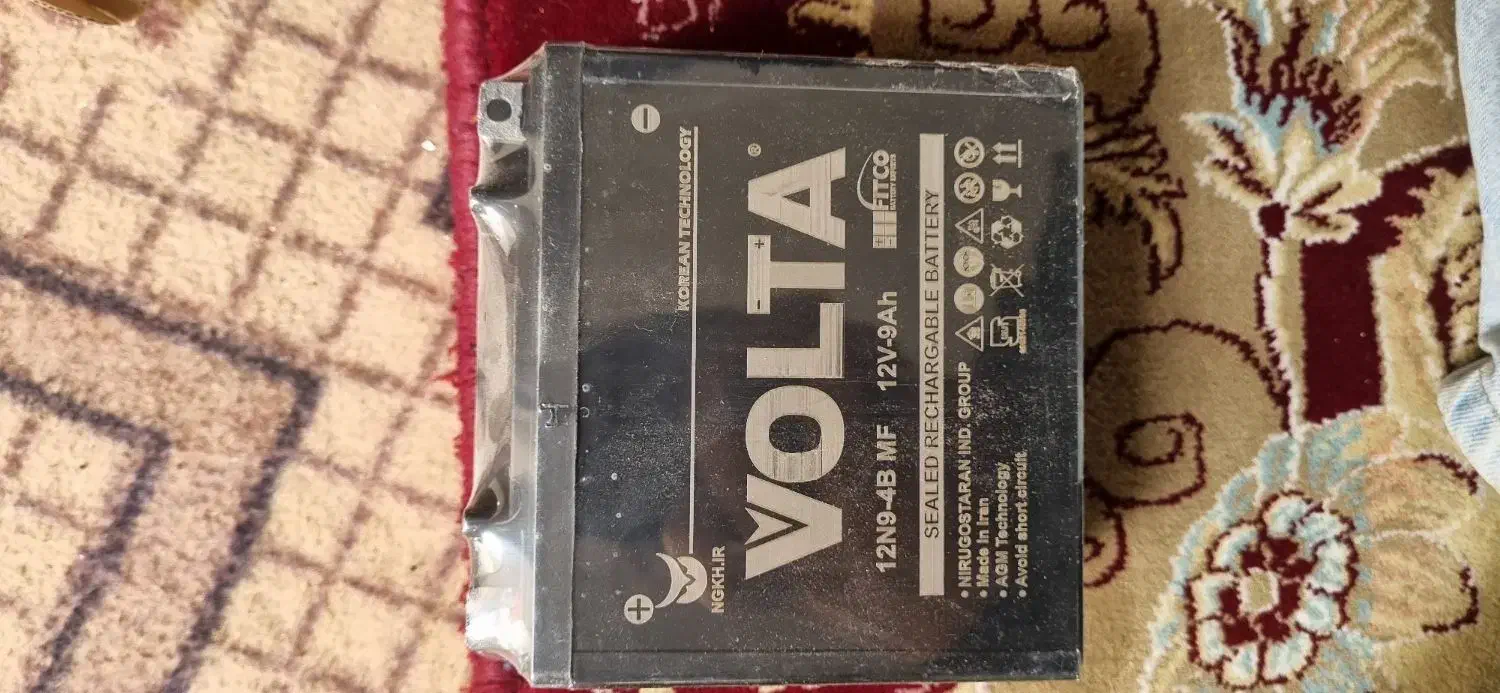 + -
KOREAN TECHNOLOGY
NGKH.IR
VOLTA®
- +
12N9-4B MF 12V-9Ah
FITCO
SEALED RECHARGABLE BATTERY
• NIRUGOSTARAN IND. GROUP
• Made in Iran
• AGM Technology
• Avoid short circuit